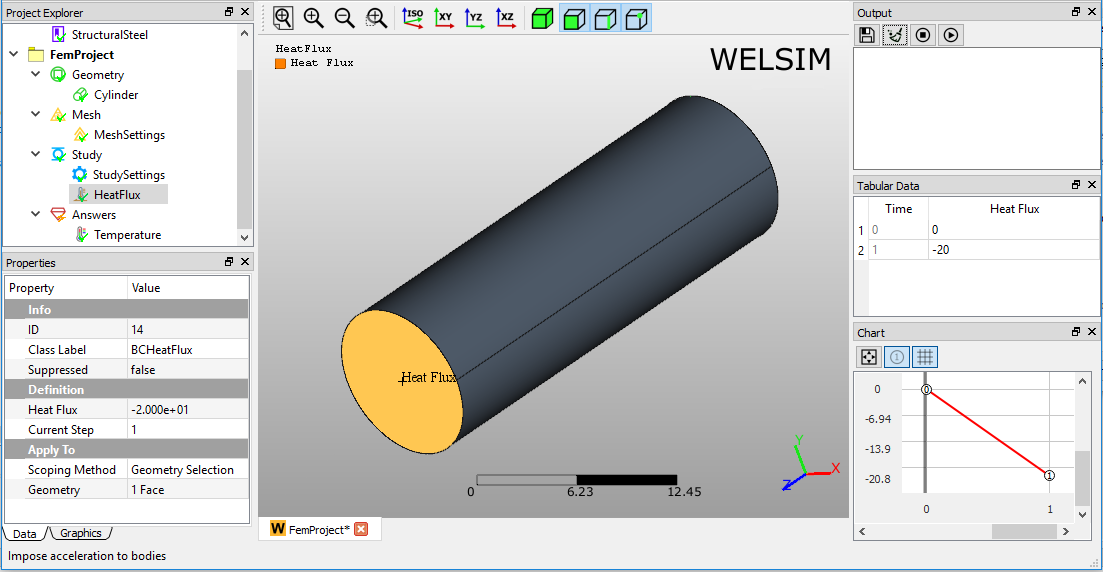 Project Explorer
StructuralSteel
FemProject
Geometry
Cylinder
Mesh
MeshSettings
Study
StudySettings
HeatFlux
Answers
Temperature
Properties
Property Value
Info
ID 14
Class Label BCHeatFlux
Suppressed false
Definition
Heat Flux -2.000e+01
Current Step 1
Apply To
Scoping Method Geometry Selection
Geometry 1 Face
Data Graphics
Impose acceleration to bodies
ISO XY YZ XZ
HeatFlux
Heat Flux
WELSIM
Heat Flux
0 6.23 12.45
Y
X
Z
W FemProject*
Output
Tabular Data
Time Heat Flux
1 0 0
2 1 -20
Chart
1
0
-6.94
-13.9
-20.8
0
1
0 1